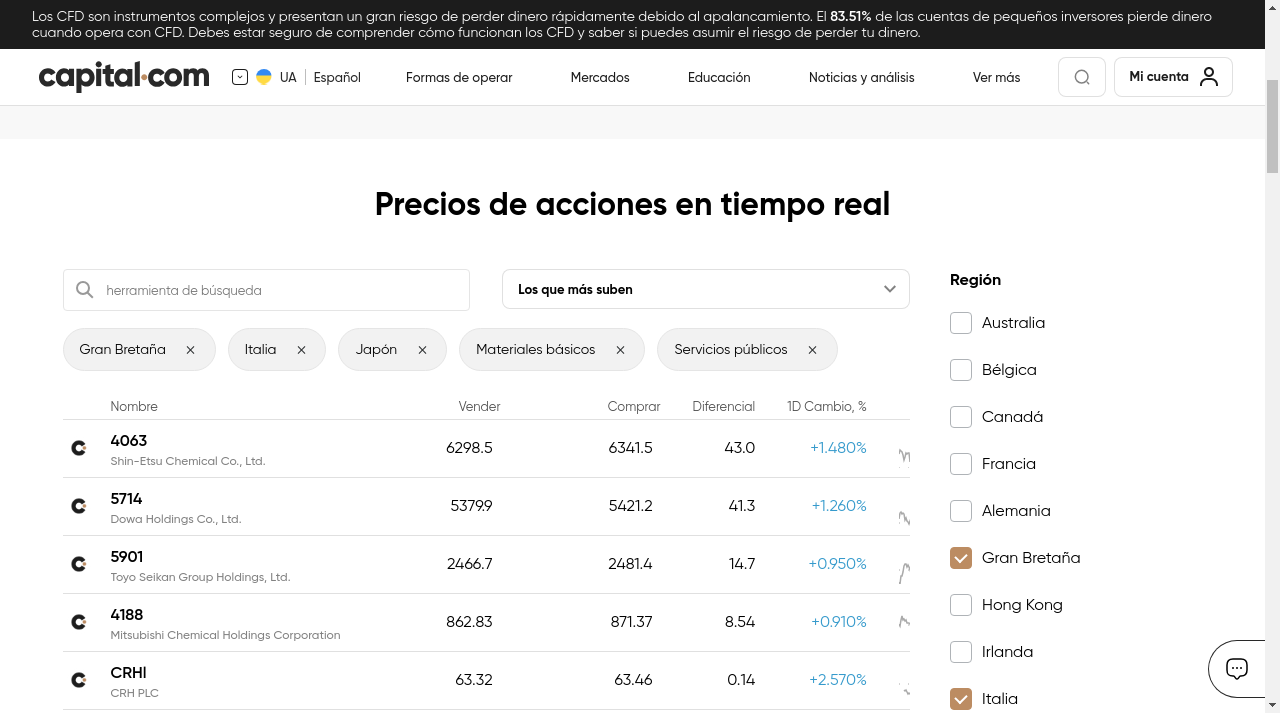 Los CFD son instrumentos complejos y presentan un gran riesgo de perder dinero rápidamente debido al apalancamiento. El 83.51% de las cuentas de pequeños inversores pierde dinero
cuando opera con CFD. Debes estar seguro de comprender cómo funcionan los CFD y saber si puedes asumir el riesgo de perder tu dinero.
capital.com UA Español Formas de operar Mercados Educación Noticias y análisis Ver más Mi cuenta
Precios de acciones en tiempo real
herramienta de búsqueda Los que más suben
Gran Bretaña × Italia × Japón × Materiales básicos × Servicios públicos ×
Nombre Vender Comprar Diferencial 1D Cambio, %
4063 6298.5 6341.5 43.0 +1.480%
Shin-Etsu Chemical Co., Ltd.
5714 5379.9 5421.2 41.3 +1.260%
Dowa Holdings Co., Ltd.
5901 2466.7 2481.4 14.7 +0.950%
Toyo Seikan Group Holdings, Ltd.
4188 862.83 871.37 8.54 +0.910%
Mitsubishi Chemical Holdings Corporation
CRHl 63.32 63.46 0.14 +2.570%
CRH PLC
Región
Australia
Bélgica
Canadá
Francia
Alemania
Gran Bretaña
Hong Kong
Irlanda
Italia